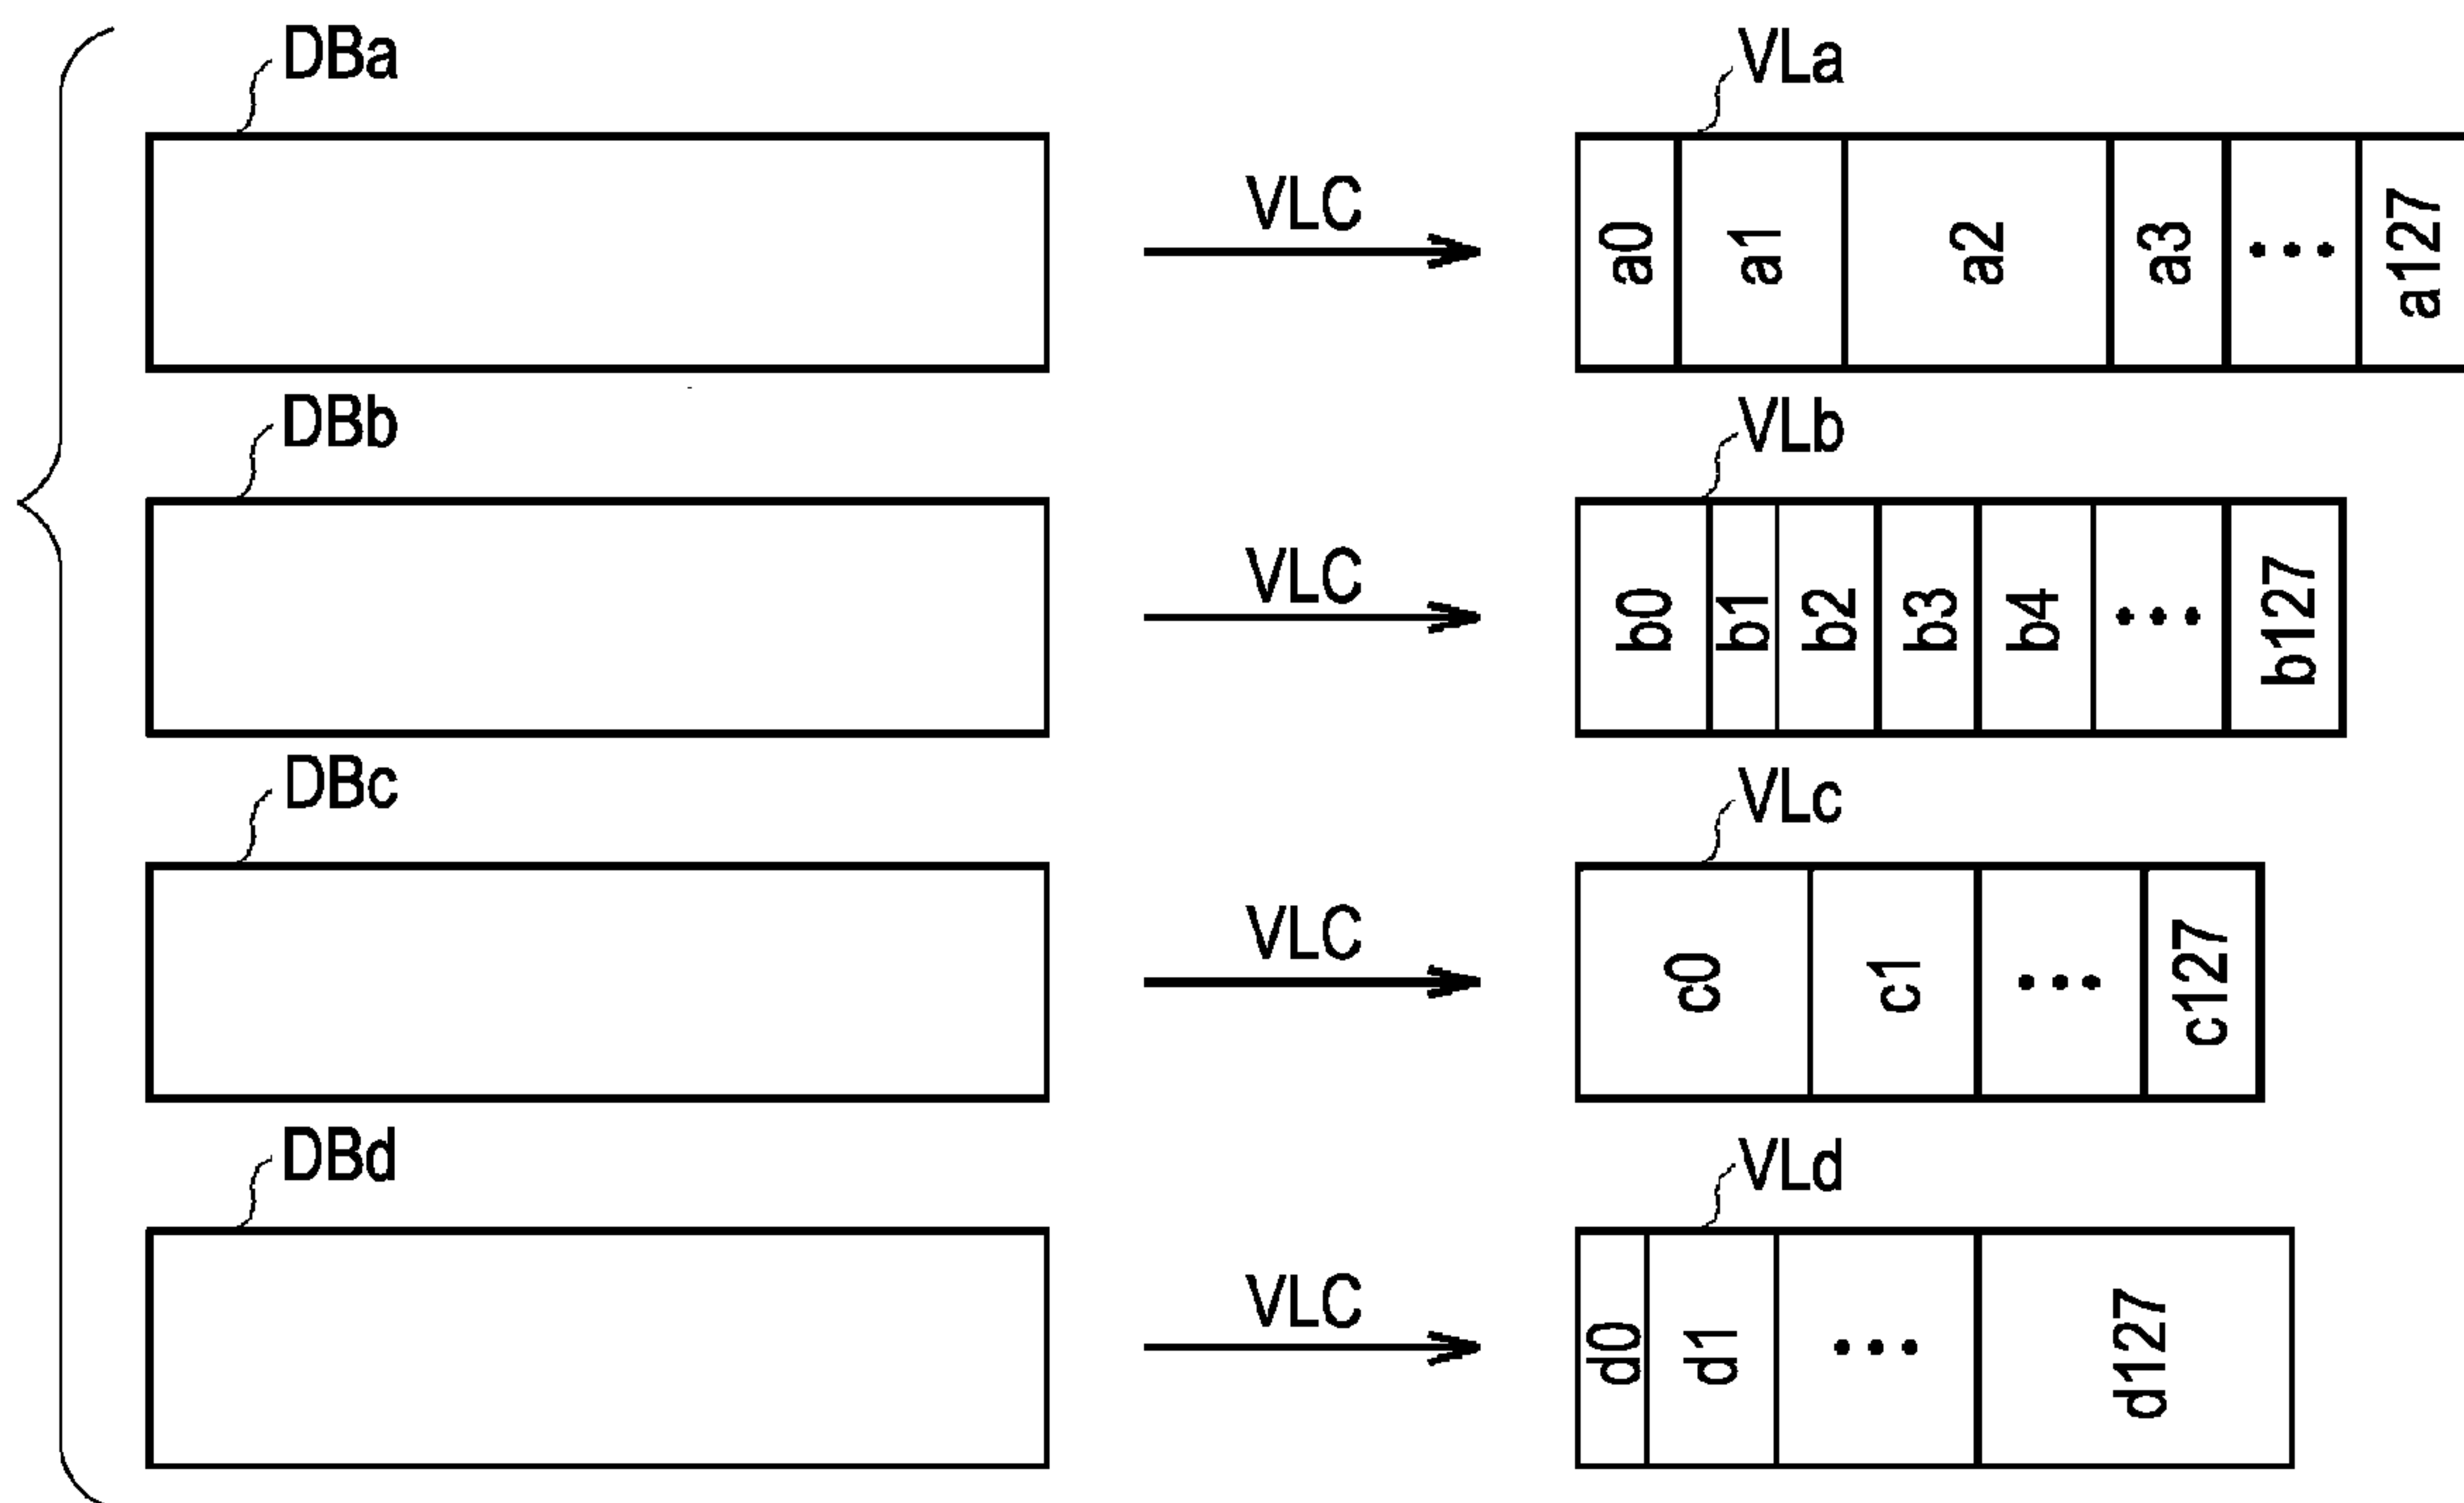 DBa
VLa
VLC
a0 a1 a2 a3 ••• a127
DBb
VLb
VLC
b0 b1 b2 b3 b4 ••• b127
DBc
VLc
VLC
c0 c1 ••• c127
DBd
VLd
VLC
d0 d1 ••• d127